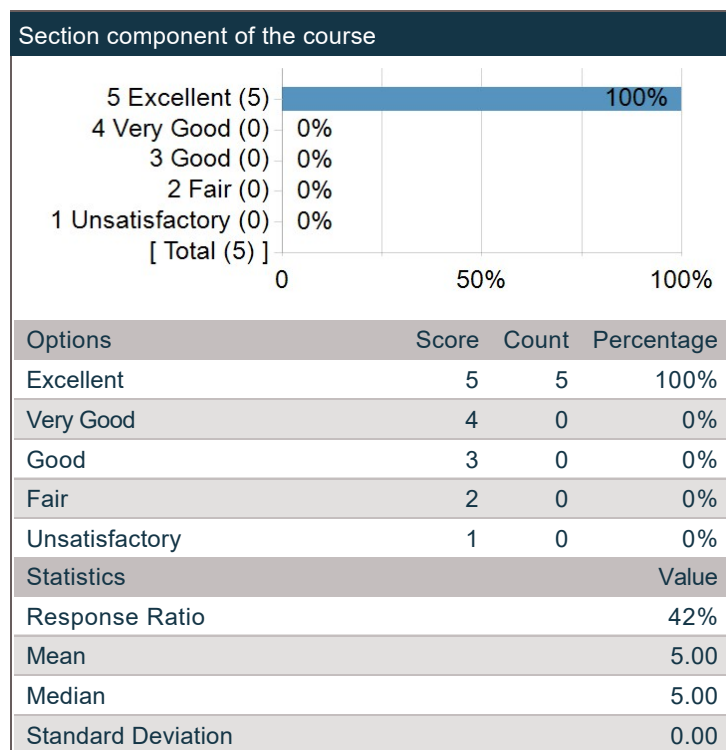 Section component of the course
5 Excellent (5) 100%
4 Very Good (0) 0%
3 Good (0) 0%
2 Fair (0) 0%
1 Unsatisfactory (0) 0%
[ Total (5) ]
0 50% 100%
Options Score Count Percentage
Excellent 5 5 100%
Very Good 4 0 0%
Good 3 0 0%
Fair 2 0 0%
Unsatisfactory 1 0 0%
Statistics Value
Response Ratio 42%
Mean 5.00
Median 5.00
Standard Deviation 0.00